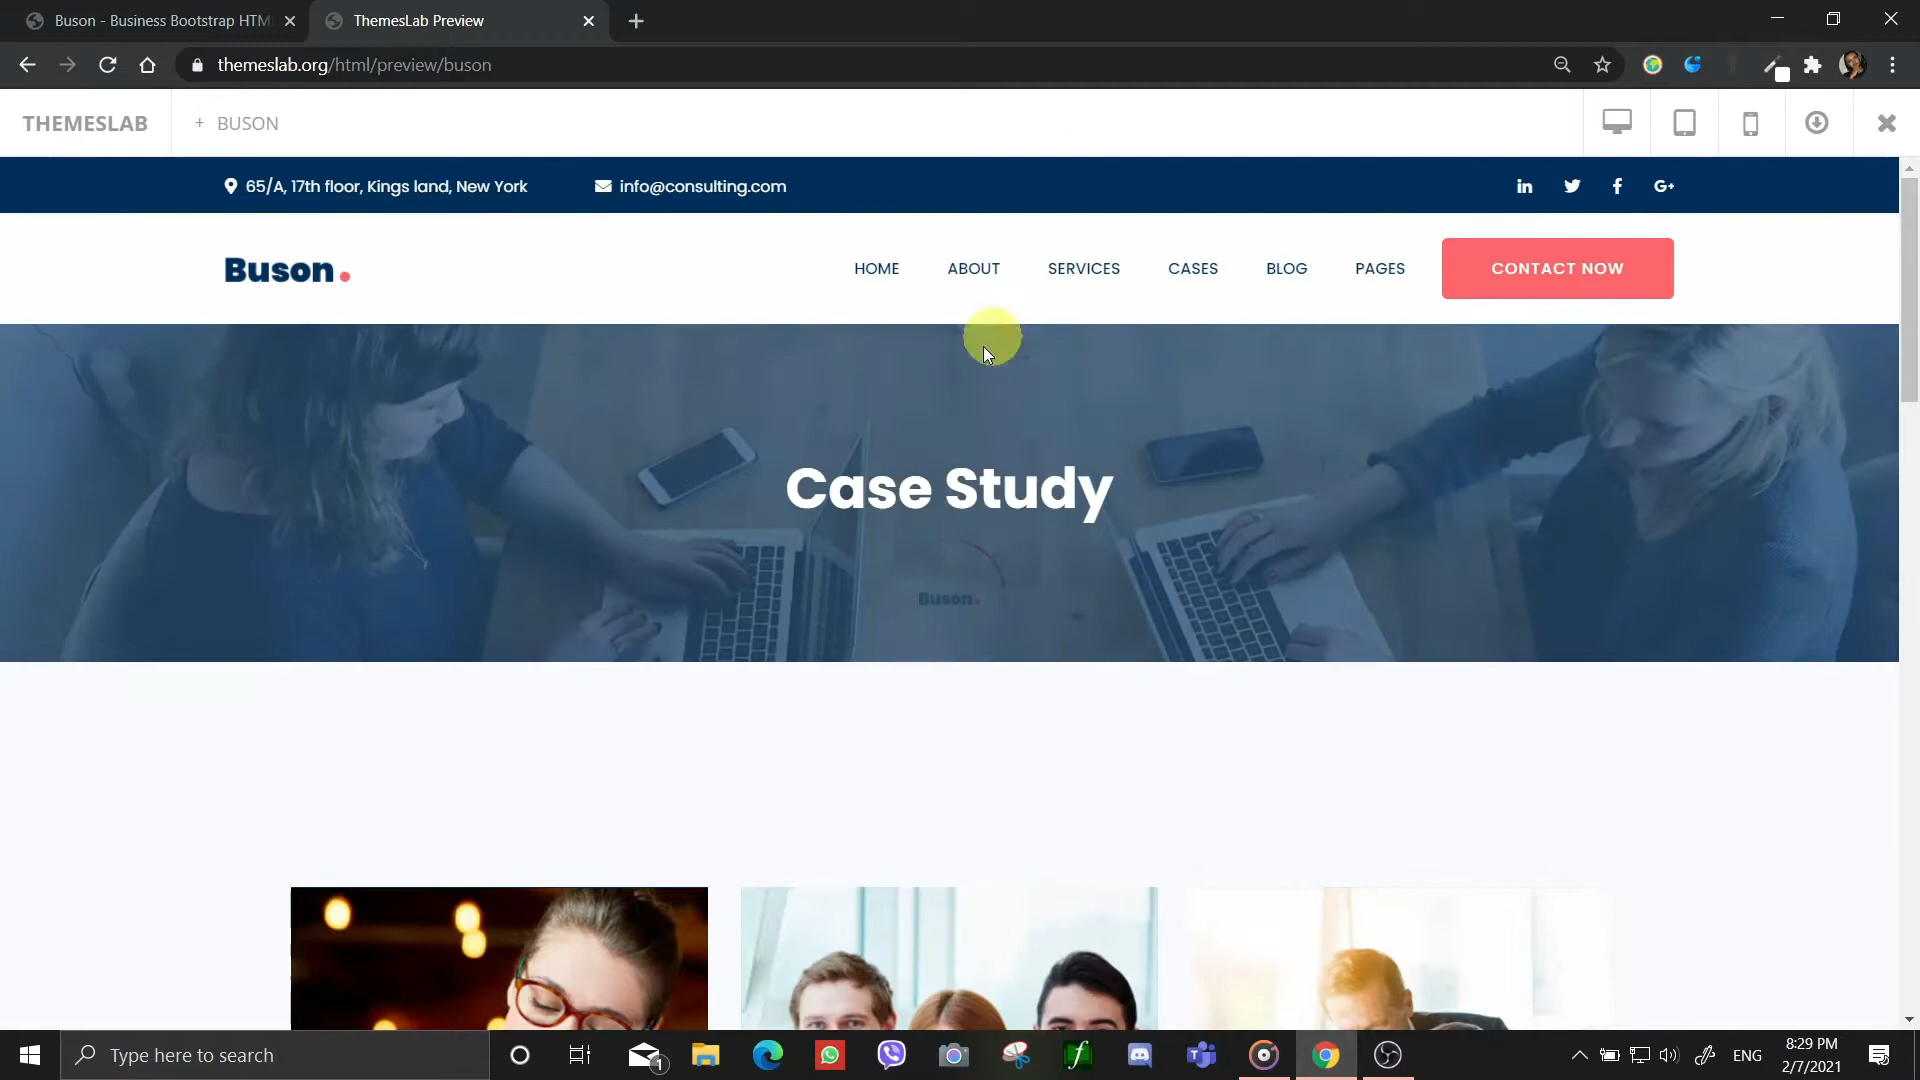 Buson - Business Bootstrap HTM
ThemesLab Preview
themeslab.org/html/preview/buson
THEMESLAB
+ BUSON
65/A, 17th floor, Kings land, New York
info@consulting.com
Buson.
HOME
ABOUT
SERVICES
CASES
BLOG
PAGES
CONTACT NOW
Case Study
Buson.
Type here to search
1
ENG
8:29 PM
2/7/2021